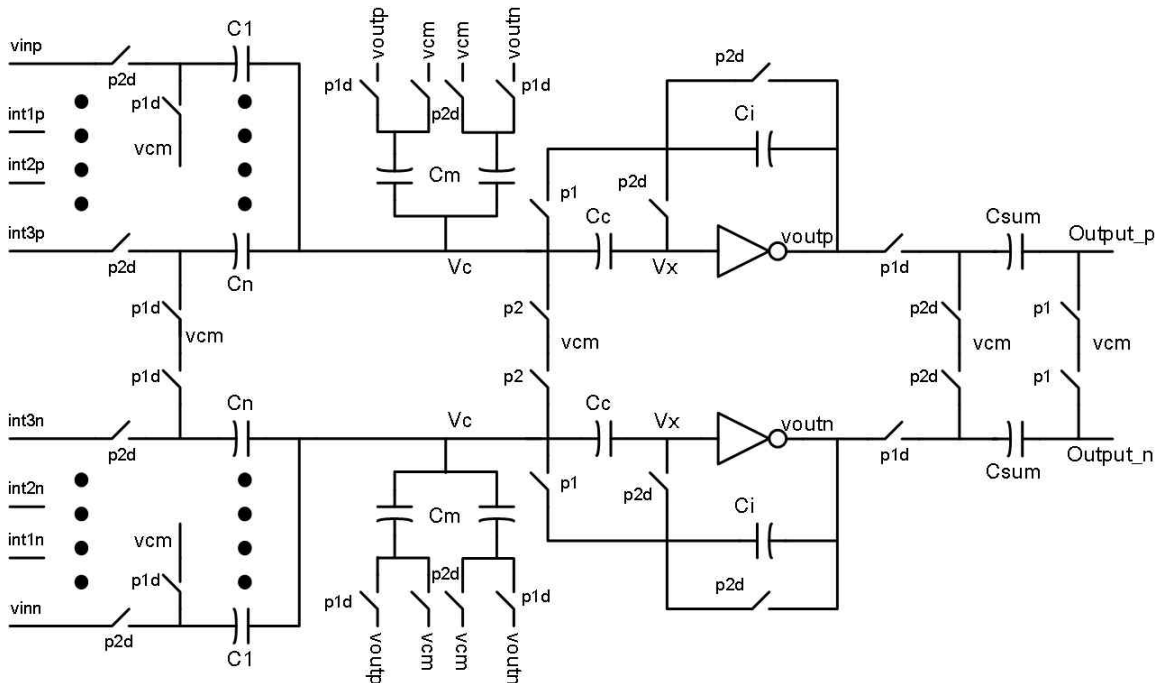 C1
voutp
vcm
vcm
voutn
vinp
p2d
p2d
p1d
p1d
p2d
p1d
Ci
int1p
vcm
int2p
Cm
p2d
p1
Cc
Csum
int3p
voutp
Output_p
p2d
Cn
Vc
Vx
p1d
p1d
p2
p2d
p1
vcm
vcm
vcm
vcm
p1d
p2
p2d
p1
Cn
Cc
int3n
Vc
Vx
voutn
p2d
p1d
Output_n
Csum
int2n
Cm
p1
p2d
Ci
vcm
int1n
p1d
p2d
p2d
p1d
p1d
vinn
p2d
C1
voutp
vcm
vcm
voutn